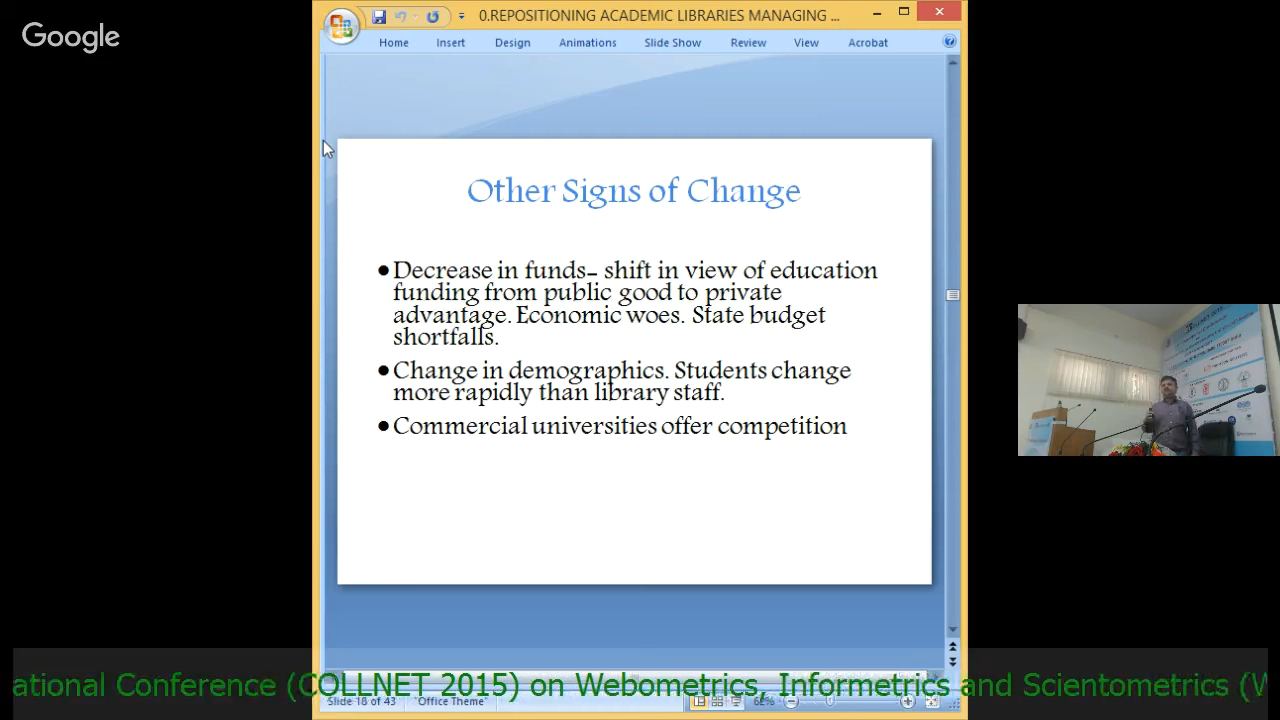 Google
0.REPOSITIONING ACADEMIC LIBRARIES MANAGING ...
Home Insert Design Animations Slide Show Review View Acrobat
Other Signs of Change
•Decrease in funds- shift in view of education
funding from public good to private
advantage. Economic woes. State budget
shortfalls.
•Change in demographics. Students change
more rapidly than library staff.
•Commercial universities offer competition
ational Conference (COLLNET 2015) on Webometrics, Informetrics and Scientometrics (W
Slide 18 of 43 "Office Theme" 62%